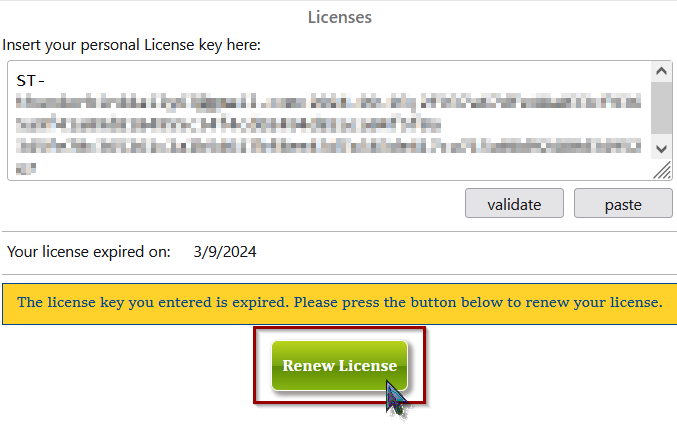 Licenses
Insert your personal License key here:
ST-
validate paste
Your license expired on: 3/9/2024
The license key you entered is expired. Please press the button below to renew your license.
Renew License